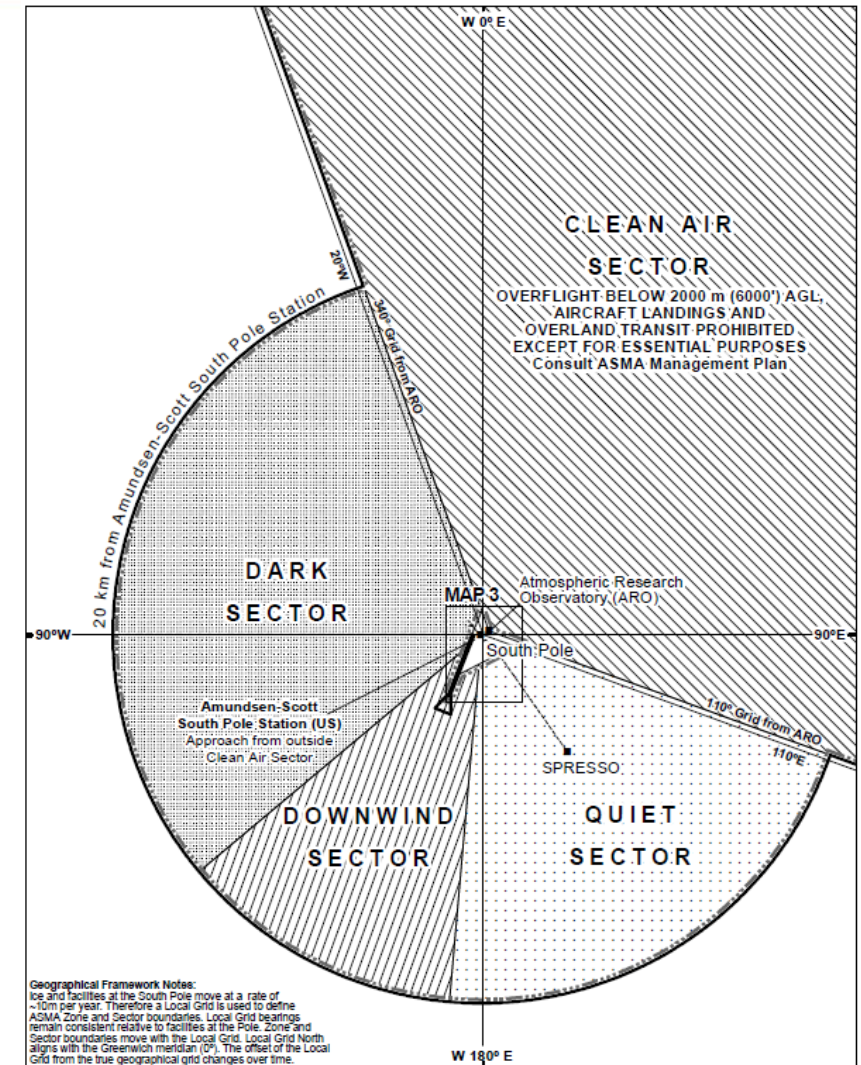 W 0º E
CLEAN AIR
SECTOR
OVERFLIGHT BELOW 2000 m (6000') AGL,
AIRCRAFT LANDINGS AND
OVERLAND TRANSIT PROHIBITED
EXCEPT FOR ESSENTIAL PURPOSES
Consult ASMA Management Plan
20ºW
340º Grid from ARO
20 km from Amundsen-Scott South Pole Station
DARK
SECTOR
MAP 3
Atmospheric Research
Observatory (ARO)
90ºW
90ºE
South Pole
Amundsen-Scott
South Pole Station (US)
Approach from outside
Clean Air Sector
110º Grid from ARO
110ºE
SPRESSO
DOWNWIND
SECTOR
QUIET
SECTOR
Geographical Framework Notes:
Ice and facilities at the South Pole move at a rate of
~10m per year. Therefore a Local Grid is used to define
ASMA Zone and Sector boundaries. Local Grid bearings
remain consistent relative to facilities at the Pole. Zone and
Sector boundaries move with the Local Grid. Local Grid North
aligns with the Greenwich meridian (0º). The offset of the Local
Grid from the true geographical grid changes over time.
W 180º E